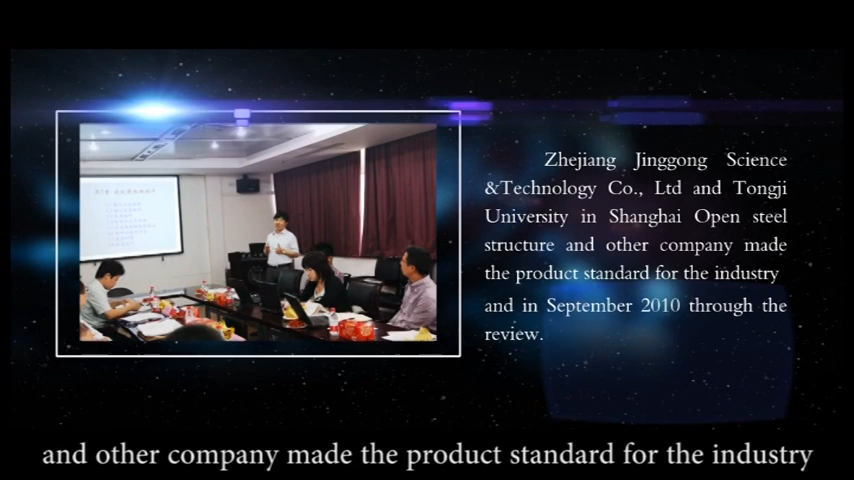 Zhejiang Jinggong Science
&Technology Co., Ltd and Tongji
University in Shanghai Open steel
structure and other company made
the product standard for the industry
and in September 2010 through the
review.
and other company made the product standard for the industry